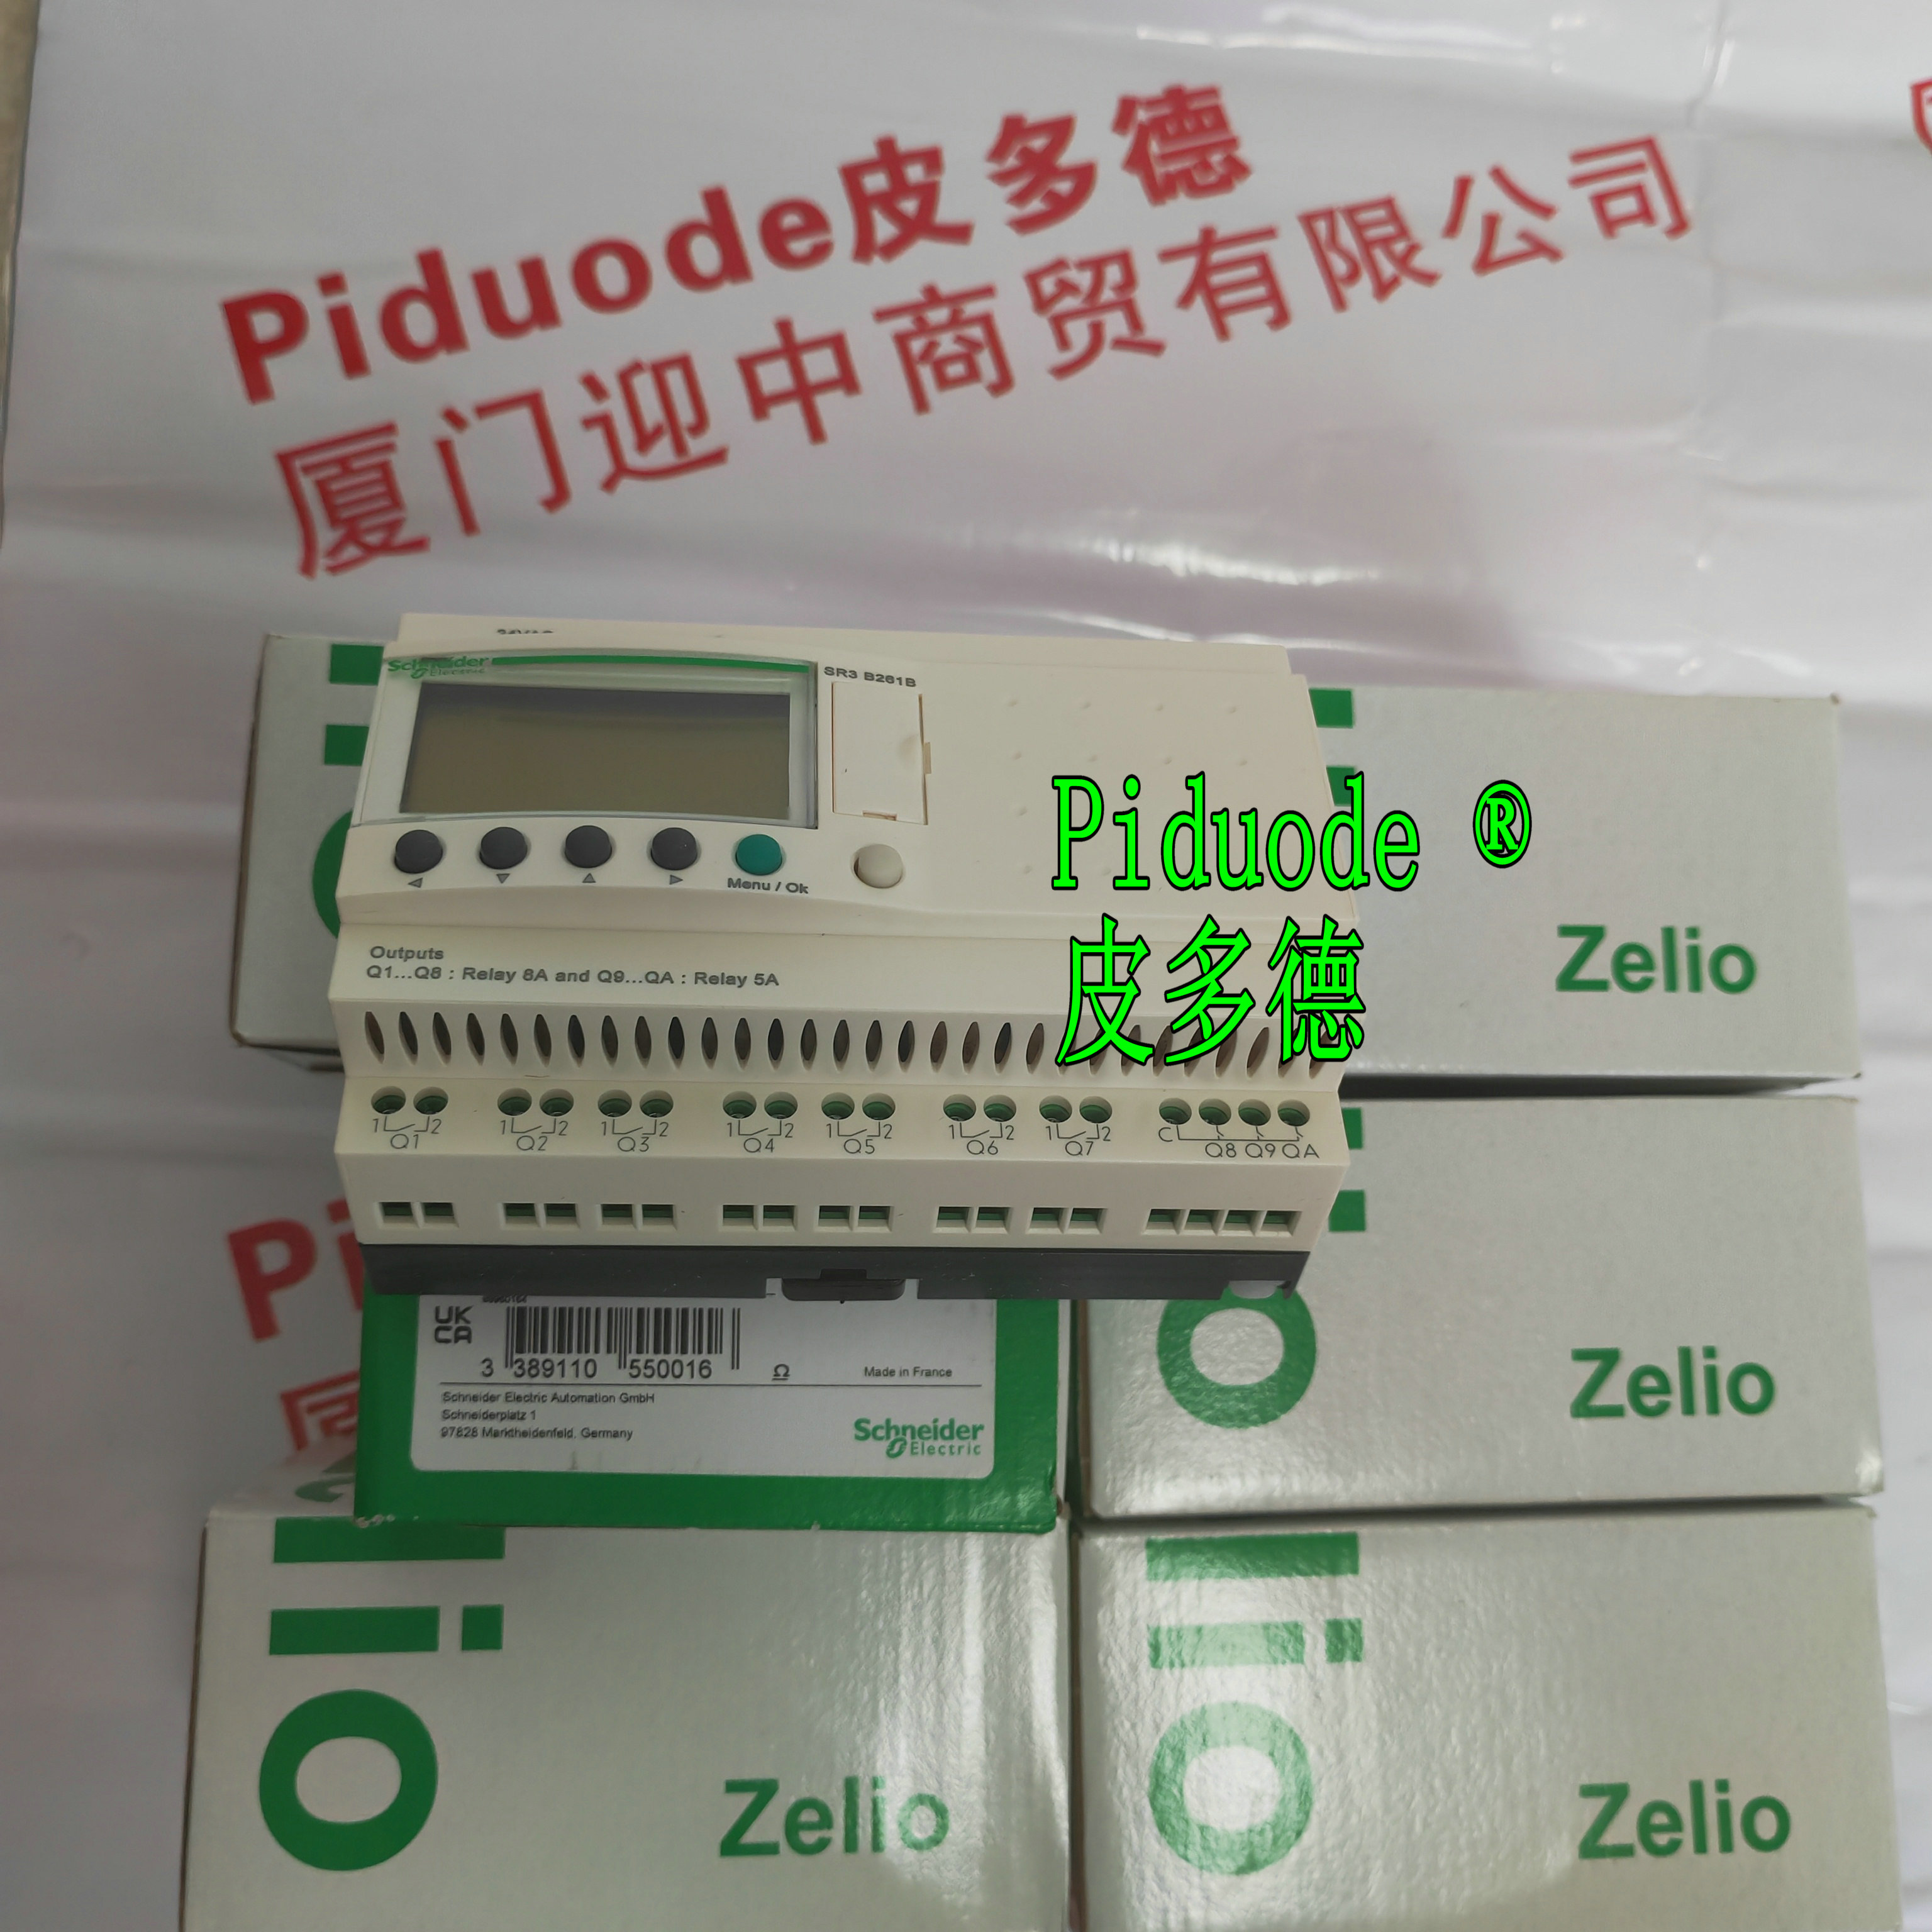 Piduode皮多德
厦门迎中商贸有限公司
Schneider
Electric
SR3 B261B
Menu / Ok
Piduode ®
皮多德
Outputs
Q1...Q8 : Relay 8A and Q9...QA : Relay 5A
1 2 1 2 1 2 1 2 1 2 1 2 1 2 C
Q1 Q2 Q3 Q4 Q5 Q6 Q7 Q8 Q9 QA
Zelio
UK
CA
3 389110 550016
Made in France
Schneider Electric Automation GmbH
Schneiderplatz 1
97828 Marktheidenfeld, Germany
Schneider
Electric
Zelio
lio
Zelio
lio
Zelio